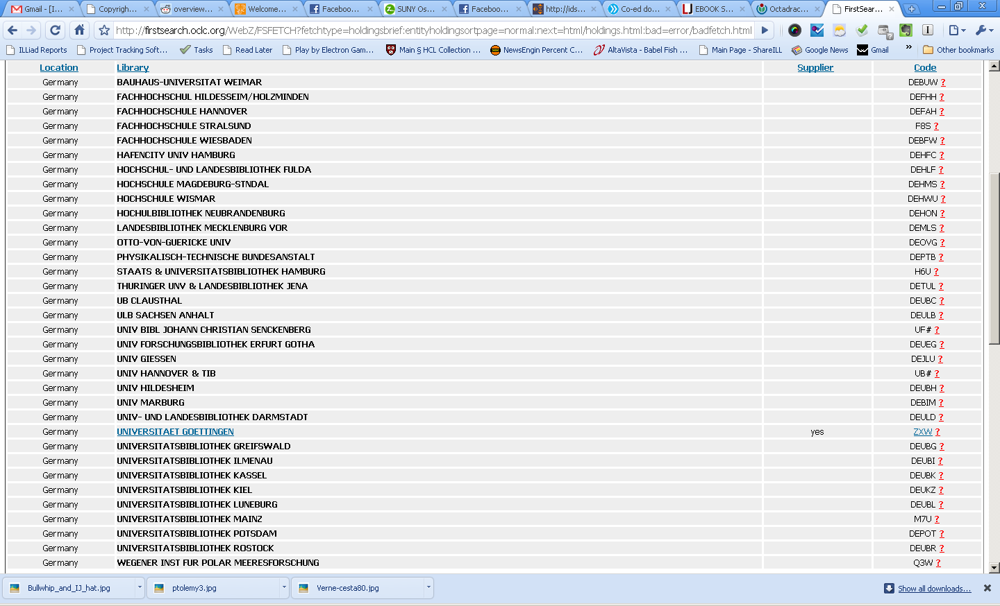 Gmail - [I... Copyrigh... overview... Welcome... Faceboo... SUNY Os... Faceboo... http://ids... Co-ed do... EBOOK S... Octadrac... FirstSear...
http://firstsearch.oclc.org/WebZ/FSFETCH?fetchtype=holdingsbrief:entityholdingsortpage=normal:next=html/holdings.html:bad=error/badfetch.html
ILLiad Reports Project Tracking Soft... Tasks Read Later Play by Electron Gam... Main § HCL Collection ... NewsEngin Percent C... AltaVista - Babel Fish ... Main Page - ShareILL Google News Gmail » Other bookmarks
Location Library Supplier Code
Germany BAUHAUS-UNIVERSITAT WEIMAR DEBUW ?
Germany FACHHOCHSCHUL HILDESSEIM/HOLZMINDEN DEFHH ?
Germany FACHHOCHSCHULE HANNOVER DEFAH ?
Germany FACHHOCHSCHULE STRALSUND F8S ?
Germany FACHHOCHSCHULE WIESBADEN DEBFW ?
Germany HAFENCITY UNIV HAMBURG DEHFC ?
Germany HOCHSCHUL- UND LANDESBIBLIOTHEK FULDA DEHLF ?
Germany HOCHSCHULE MAGDEBURG-STNDAL DEHMS ?
Germany HOCHSCHULE WISMAR DEHWU ?
Germany HOCHULBIBLIOTHEK NEUBRANDENBURG DEHON ?
Germany LANDESBIBLIOTHEK MECKLENBURG VOR DEMLS ?
Germany OTTO-VON-GUERICKE UNIV DEOVG ?
Germany PHYSIKALISCH-TECHNISCHE BUNDESANSTALT DEPTB ?
Germany STAATS & UNIVERSITATSBIBLIOTHEK HAMBURG H6U ?
Germany THURINGER UNV & LANDESBIBLIOTHEK JENA DETUL ?
Germany UB CLAUSTHAL DEUBC ?
Germany ULB SACHSEN ANHALT DEULB ?
Germany UNIV BIBL JOHANN CHRISTIAN SENCKENBERG UF# ?
Germany UNIV FORSCHUNGSBIBLIOTHEK ERFURT GOTHA DEUEG ?
Germany UNIV GIESSEN DEJLU ?
Germany UNIV HANNOVER & TIB UB# ?
Germany UNIV HILDESHEIM DEUBH ?
Germany UNIV MARBURG DEBIM ?
Germany UNIV- UND LANDESBIBLIOTHEK DARMSTADT DEULD ?
Germany UNIVERSITAET GOETTINGEN yes ZXW ?
Germany UNIVERSITATSBIBLIOTHEK GREIFSWALD DEUBG ?
Germany UNIVERSITATSBIBLIOTHEK ILMENAU DEUBI ?
Germany UNIVERSITATSBIBLIOTHEK KASSEL DEUBK ?
Germany UNIVERSITATSBIBLIOTHEK KIEL DEUKZ ?
Germany UNIVERSITATSBIBLIOTHEK LUNEBURG DEUBL ?
Germany UNIVERSITATSBIBLIOTHEK MAINZ M7U ?
Germany UNIVERSITATSBIBLIOTHEK POTSDAM DEPOT ?
Germany UNIVERSITATSBIBLIOTHEK ROSTOCK DEUBR ?
Germany WEGENER INST FUR POLAR MEERESFORSCHUNG Q3W ?
Bullwhip_and_IJ_hat.jpg ptolemy3.jpg Verne-cesta80.jpg Show all downloads...